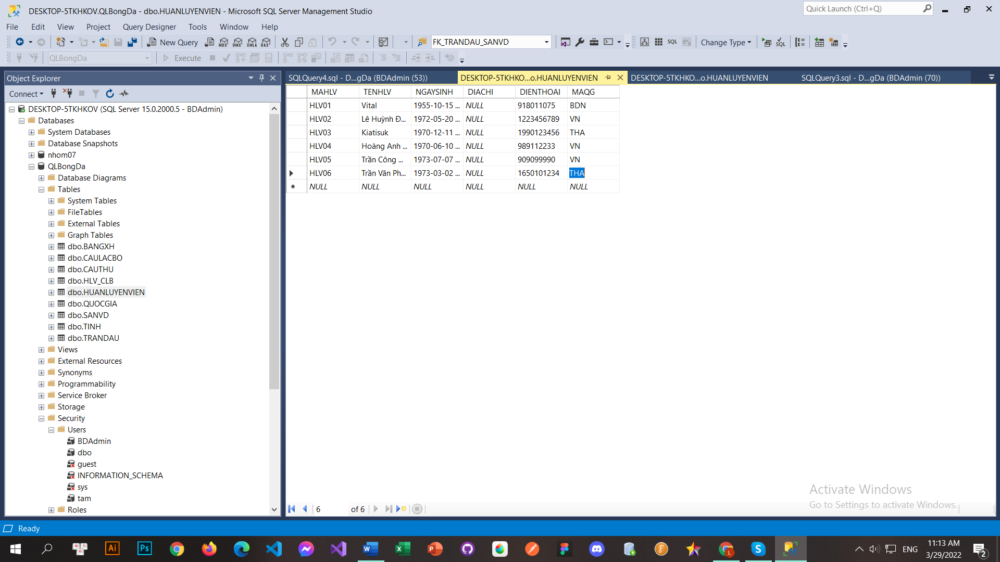 DESKTOP-5TKHKOV.QLBongDa - dbo.HUANLUYENVIEN - Microsoft SQL Server Management Studio
Quick Launch (Ctrl+Q)
File Edit View Project Query Designer Tools Window Help
New Query MDX DMX XMLA DAX FK_TRANDAU_SANVD SQL Change Type SQL
QLBongDa Execute
Object Explorer
Connect
DESKTOP-5TKHKOV (SQL Server 15.0.2000.5 - BDAdmin)
Databases
System Databases
Database Snapshots
nhom07
QLBongDa
Database Diagrams
Tables
System Tables
FileTables
External Tables
Graph Tables
dbo.BANGXH
dbo.CAULACBO
dbo.CAUTHU
dbo.HLV_CLB
dbo.HUANLUYENVIEN
dbo.QUOCGIA
dbo.SANVD
dbo.TINH
dbo.TRANDAU
Views
External Resources
Synonyms
Programmability
Service Broker
Storage
Security
Users
BDAdmin
dbo
guest
INFORMATION_SCHEMA
sys
tam
Roles
SQLQuery4.sql - D...gDa (BDAdmin (53)) DESKTOP-5TKHKO...o.HUANLUYENVIEN DESKTOP-5TKHKO...o.HUANLUYENVIEN SQLQuery3.sql - D...gDa (BDAdmin (70))
MAHLV TENHLV NGAYSINH DIACHI DIENTHOAI MAQG
HLV01 Vital 1955-10-15 ... NULL 918011075 BDN
HLV02 Lê Huỳnh Đ... 1972-05-20 ... NULL 1223456789 VN
HLV03 Kiatisuk 1970-12-11 ... NULL 1990123456 THA
HLV04 Hoàng Anh ... 1970-06-10 ... NULL 989112233 VN
HLV05 Trần Công ... 1973-07-07 ... NULL 909099990 VN
HLV06 Trần Văn Ph... 1973-03-02 ... NULL 1650101234 THA
NULL NULL NULL NULL NULL NULL
Activate Windows
Go to Settings to activate Windows.
6 of 6
Ready
Ai Ps ENG
11:13 AM
3/29/2022
2